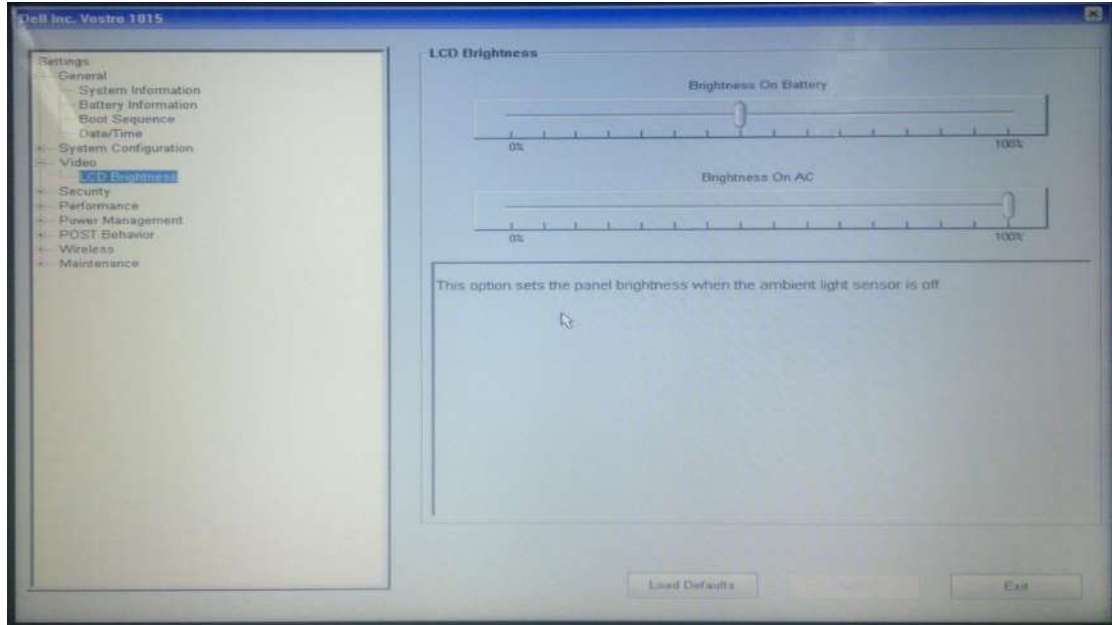 Dell Inc. Vostro 1015
Settings
General
System Information
Battery Information
Boot Sequence
Date/Time
System Configuration
Video
LCD Brightness
Security
Performance
Power Management
POST Behavior
Wireless
Maintenance
LCD Brightness
Brightness On Battery
0% 100%
Brightness On AC
0% 100%
This option sets the panel brightness when the ambient light sensor is off
Load Defaults Exit